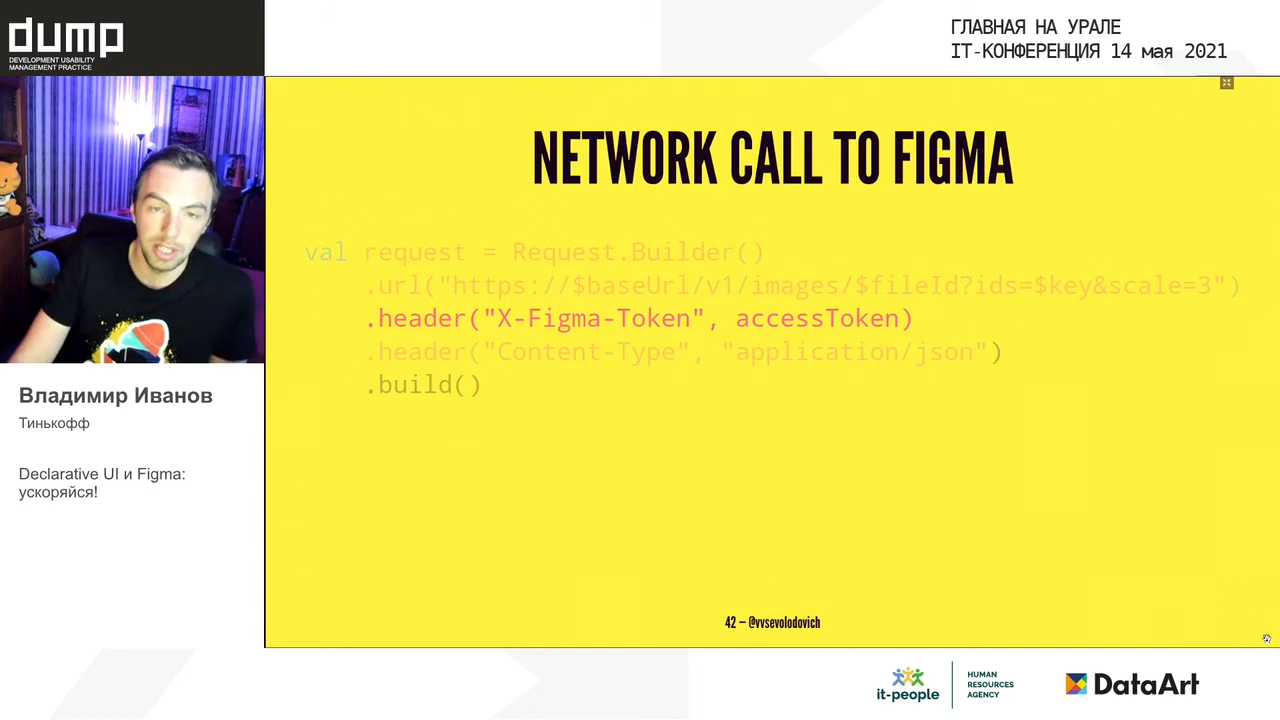 dump
DEVELOPMENT USABILITY
MANAGEMENT PRACTICE
ГЛАВНАЯ НА УРАЛЕ
IT-КОНФЕРЕНЦИЯ 14 мая 2021
NETWORK CALL TO FIGMA
val request = Request.Builder()
.url("https://$baseUrl/v1/images/$fileId?ids=$key&scale=3")
.header("X-Figma-Token", accessToken)
.header("Content-Type", "application/json")
.build()
42 – @vvsevolodovich
Владимир Иванов
Тинькофф
Declarative UI и Figma:
ускоряйся!
it-people
HUMAN
RESOURCES
AGENCY
DataArt